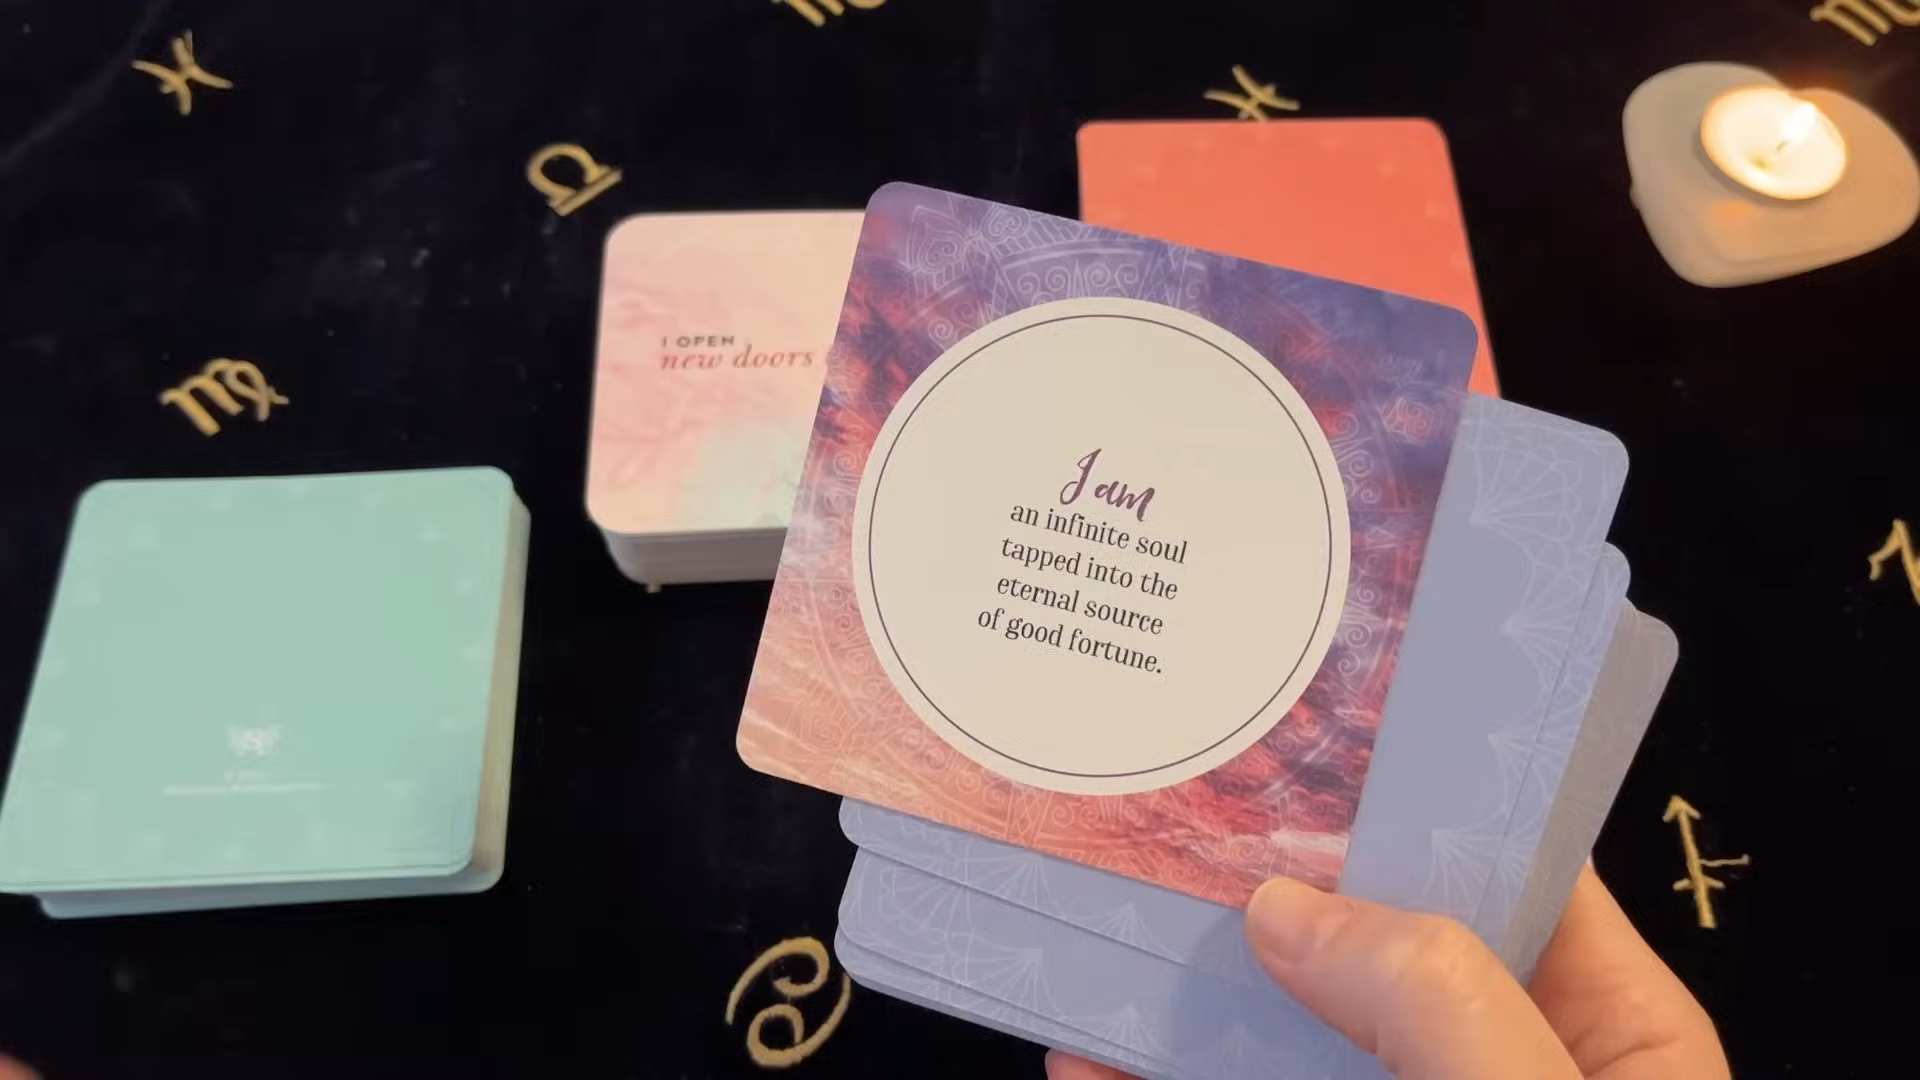 I OPEN
new doors
I am
an infinite soul
tapped into the
eternal source
of good fortune.